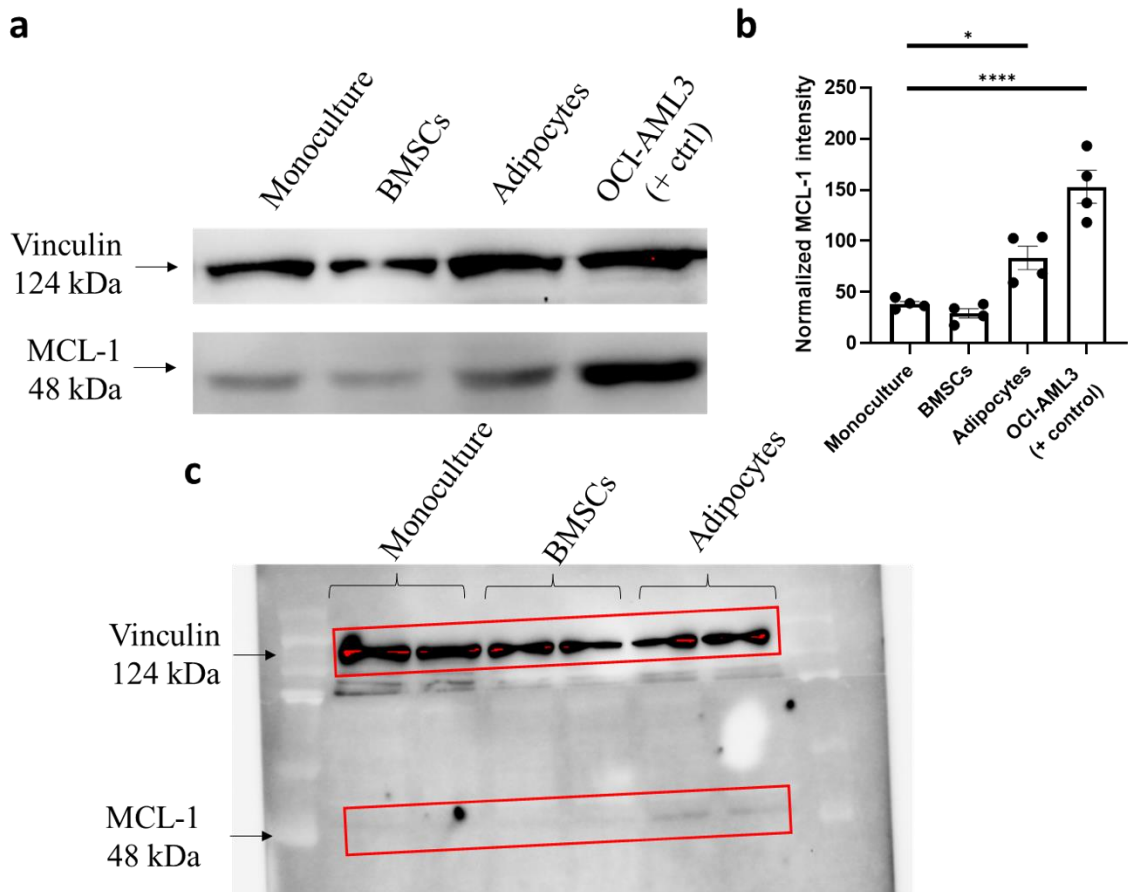 a
Monoculture
BMSCs
Adipocytes
OCI-AML3
(+ ctrl)
Vinculin
124 kDa
MCL-1
48 kDa
b
*
****
Normalized MCL-1 intensity
250
200
150
100
50
0
Monoculture
BMSCs
Adipocytes
OCI-AML3
(+ control)
c
Monoculture
BMSCs
Adipocytes
Vinculin
124 kDa
MCL-1
48 kDa